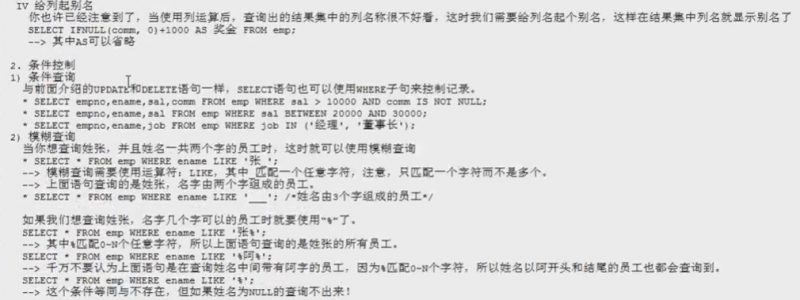 IV 给列起别名
你也许已经注意到了，当使用列运算后，查询出的结果集中的列名称很不好看，这时我们需要给列名起个别名，这样在结果集中列名就显示别名了
SELECT IFNULL(comm, 0)+1000 AS 奖金 FROM emp;
--> 其中AS可以省略
2. 条件控制
1) 条件查询
与前面介绍的UPDATE和DELETE语句一样，SELECT语句也可以使用WHERE子句来控制记录。
* SELECT empno,ename,sal,comm FROM emp WHERE sal > 10000 AND comm IS NOT NULL;
* SELECT empno,ename,sal FROM emp WHERE sal BETWEEN 20000 AND 30000;
* SELECT empno,ename,job FROM emp WHERE job IN ('经理', '董事长');
2) 模糊查询
当你想查询姓张，并且姓名一共两个字的员工时，这时就可以使用模糊查询
* SELECT * FROM emp WHERE ename LIKE '张_';
--> 模糊查询需要使用运算符：LIKE，其中_匹配一个任意字符，注意，只匹配一个字符而不是多个。
--> 上面语句查询的是姓张，名字由两个字组成的员工。
* SELECT * FROM emp WHERE ename LIKE '___'; /*姓名由3个字组成的员工*/
如果我们想查询姓张，名字几个字可以的员工时就要使用“%”了。
SELECT * FROM emp WHERE ename LIKE '张%';
--> 其中%匹配0~N个任意字符，所以上面语句查询的是姓张的所有员工。
SELECT * FROM emp WHERE ename LIKE '%阿%';
--> 千万不要认为上面语句是在查询姓名中间带有阿字的员工，因为%匹配0~N个字符，所以姓名以阿开头和结尾的员工也都会查询到。
SELECT * FROM emp WHERE ename LIKE '%';
--> 这个条件等同与不存在，但如果姓名为NULL的查询不出来！